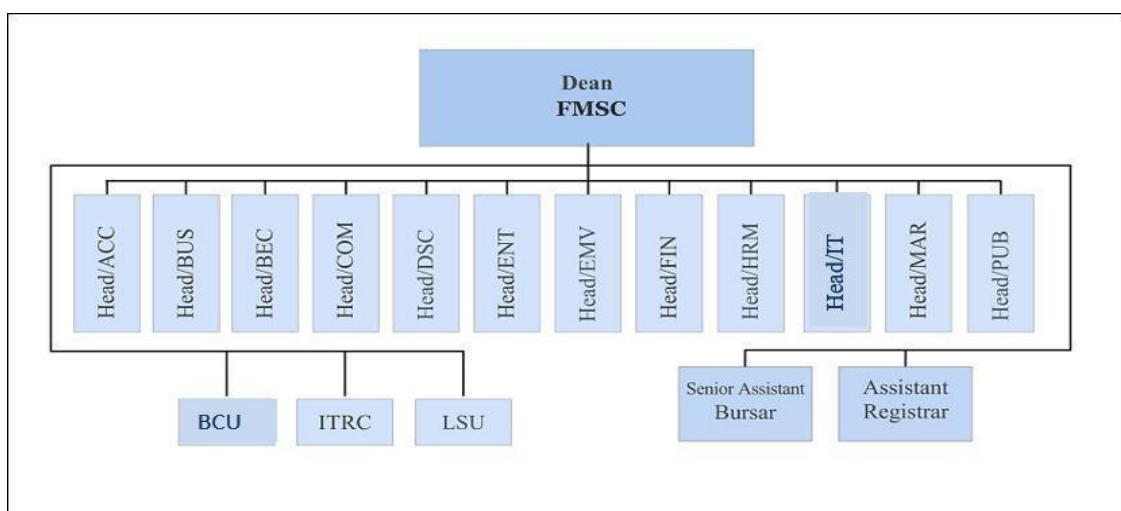 Dean
FMSC
Head/ACC
Head/BUS
Head/BEC
Head/COM
Head/DSC
Head/ENT
Head/EMV
Head/FIN
Head/HRM
Head/IT
Head/MAR
Head/PUB
BCU
ITRC
LSU
Senior Assistant
Bursar
Assistant
Registrar